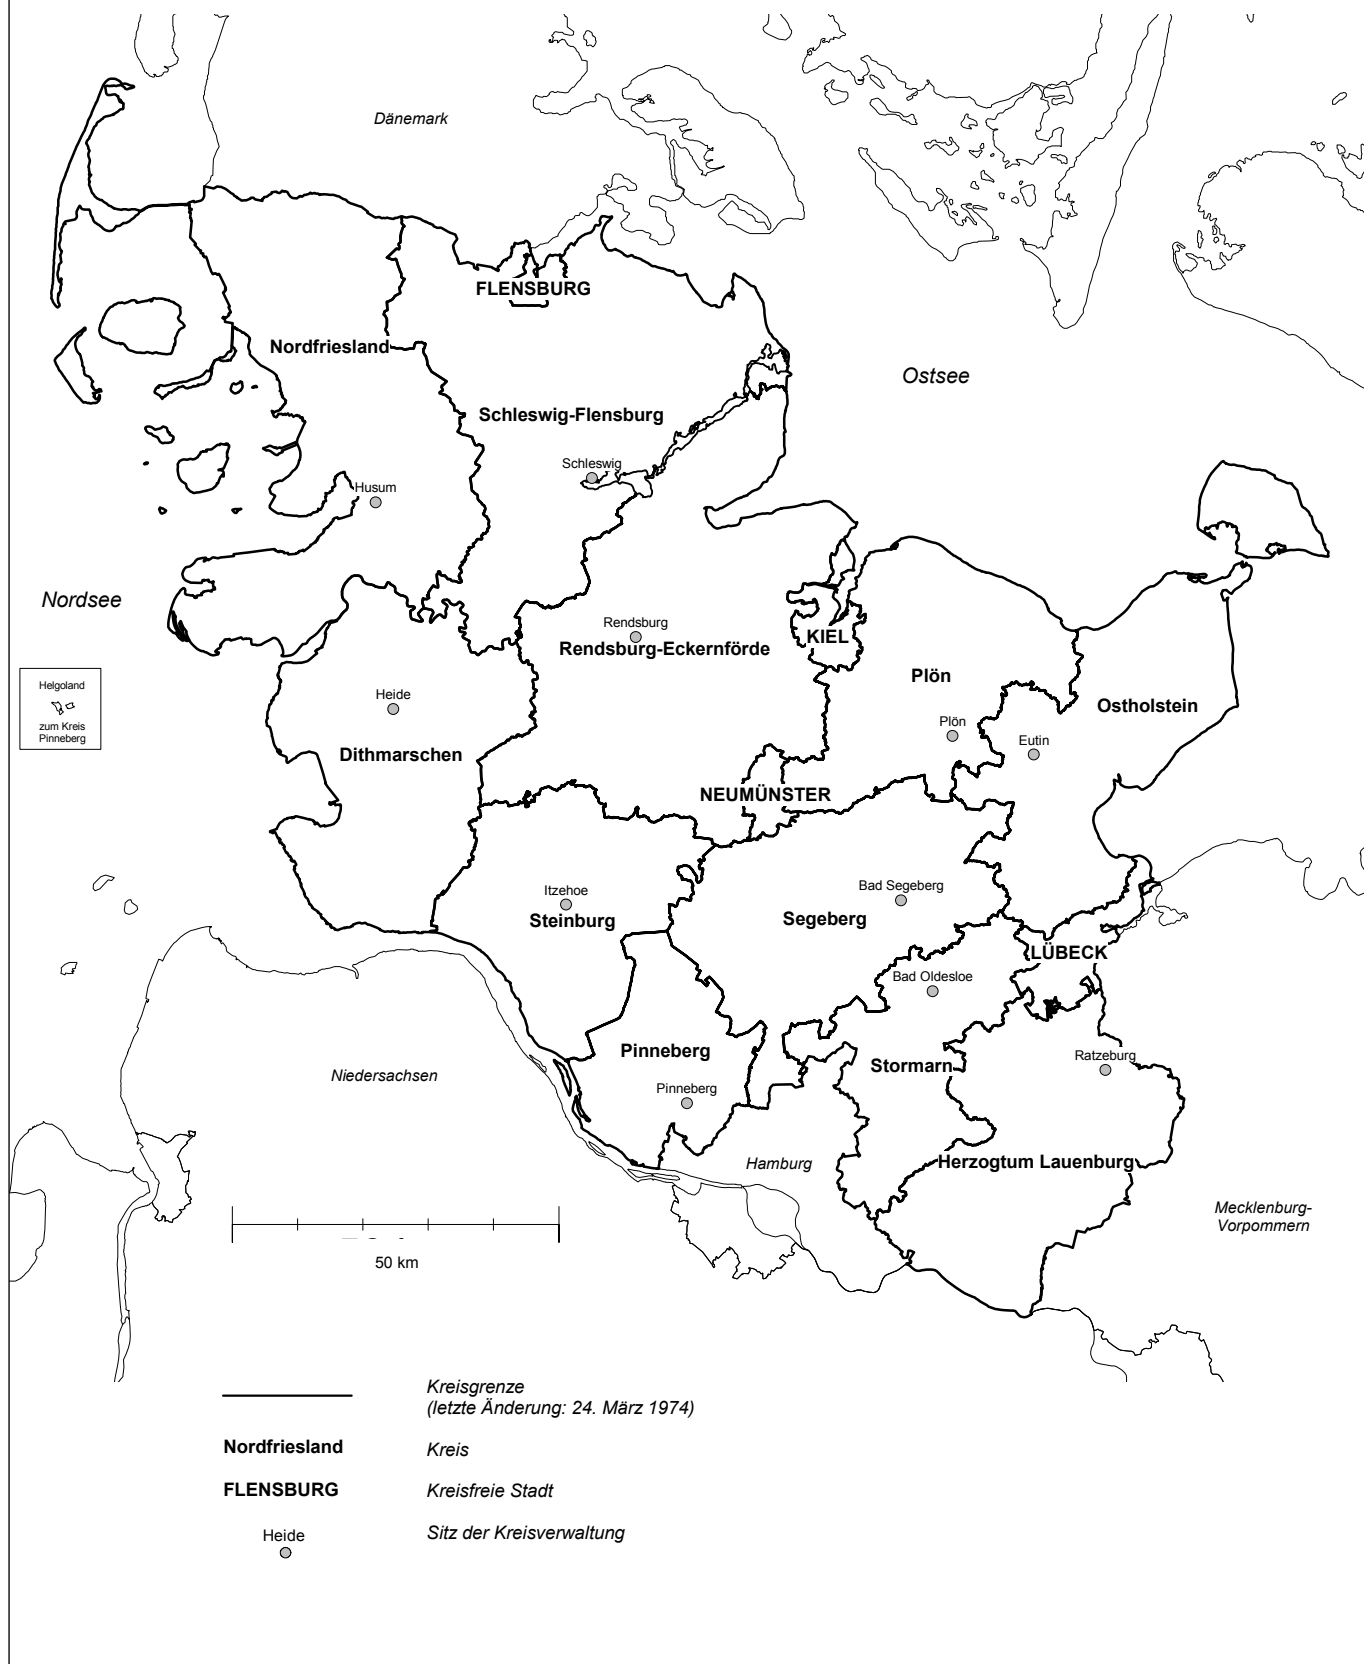 Dänemark
FLENSBURG
Nordfriesland
Ostsee
Schleswig-Flensburg
Schleswig
Husum
Nordsee
Rendsburg
KIEL
Rendsburg-Eckernförde
Plön
Helgoland
zum Kreis
Pinneberg
Heide
Ostholstein
Plön
Eutin
Dithmarschen
NEUMÜNSTER
Itzehoe
Bad Segeberg
Steinburg
Segeberg
LÜBECK
Bad Oldesloe
Pinneberg
Ratzeburg
Stormarn
Niedersachsen
Pinneberg
Hamburg
Herzogtum Lauenburg
Mecklenburg-
Vorpommern
50 km
Kreisgrenze
(letzte Änderung: 24. März 1974)
Nordfriesland
Kreis
FLENSBURG
Kreisfreie Stadt
Heide
Sitz der Kreisverwaltung